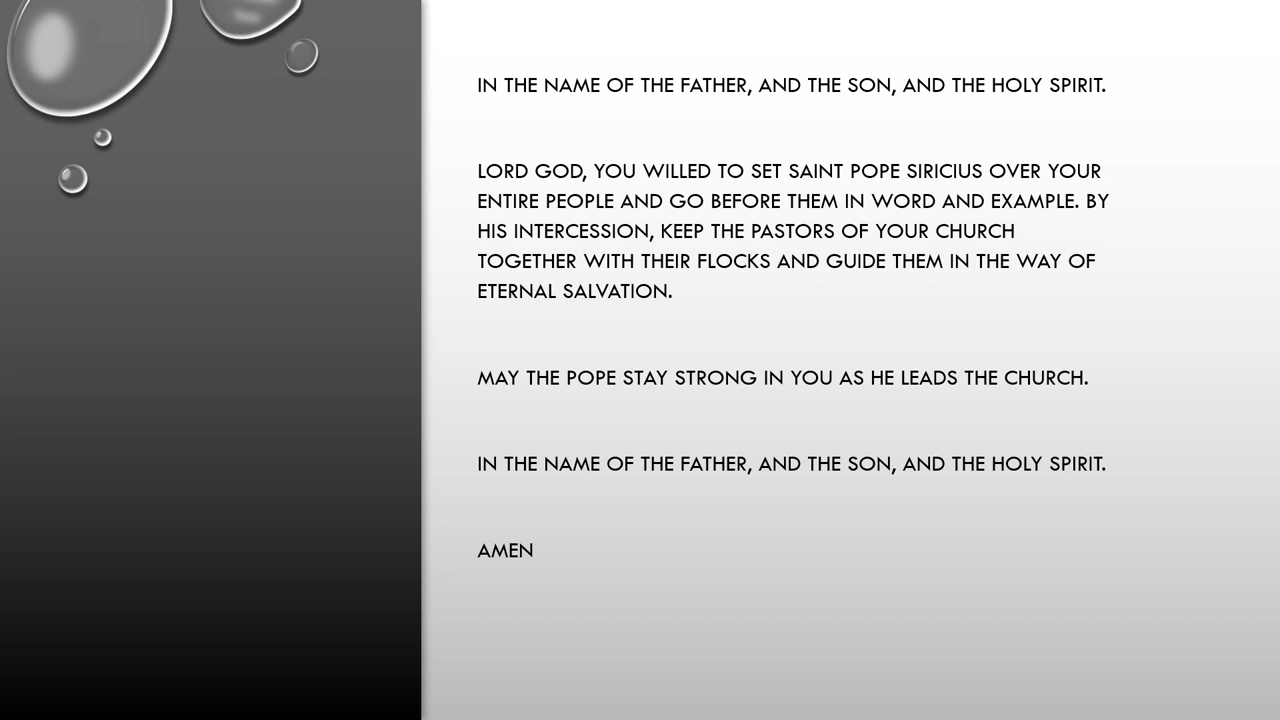 IN THE NAME OF THE FATHER, AND THE SON, AND THE HOLY SPIRIT.
LORD GOD, YOU WILLED TO SET SAINT POPE SIRICIUS OVER YOUR
ENTIRE PEOPLE AND GO BEFORE THEM IN WORD AND EXAMPLE. BY
HIS INTERCESSION, KEEP THE PASTORS OF YOUR CHURCH
TOGETHER WITH THEIR FLOCKS AND GUIDE THEM IN THE WAY OF
ETERNAL SALVATION.
MAY THE POPE STAY STRONG IN YOU AS HE LEADS THE CHURCH.
IN THE NAME OF THE FATHER, AND THE SON, AND THE HOLY SPIRIT.
AMEN